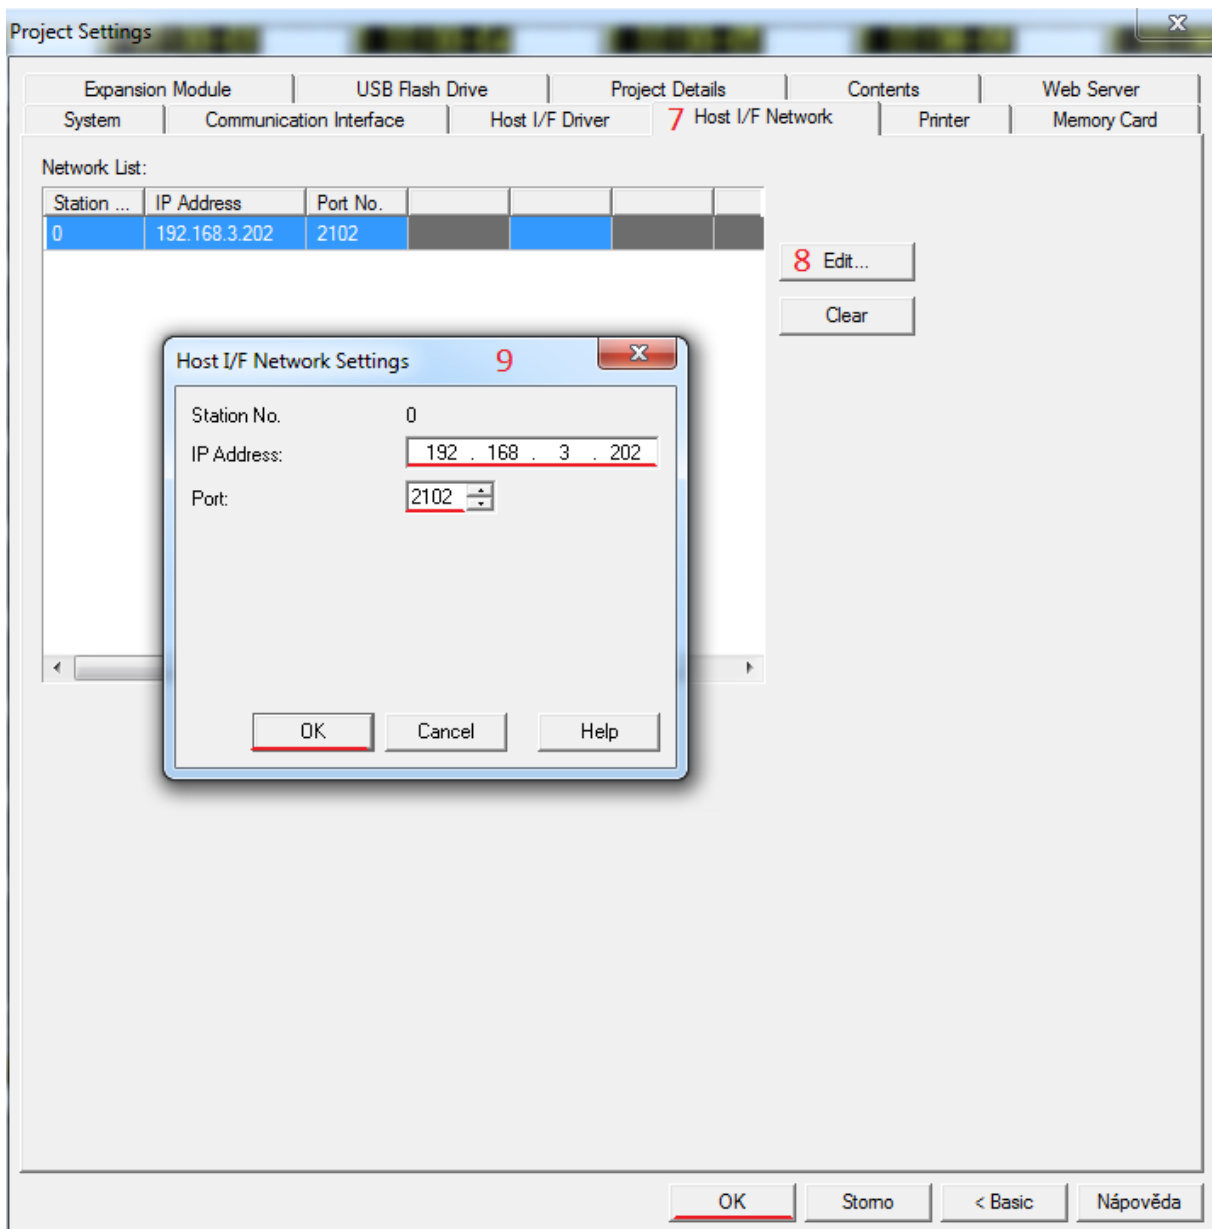 Project Settings
Expansion Module USB Flash Drive Project Details Contents Web Server
System Communication Interface Host I/F Driver 7 Host I/F Network Printer Memory Card
Network List:
Station ... IP Address Port No.
0 192.168.3.202 2102
8 Edit...
Clear
Host I/F Network Settings 9
Station No. 0
IP Address: 192 . 168 . 3 . 202
Port: 2102
OK Cancel Help
OK Storno < Basic Nápověda